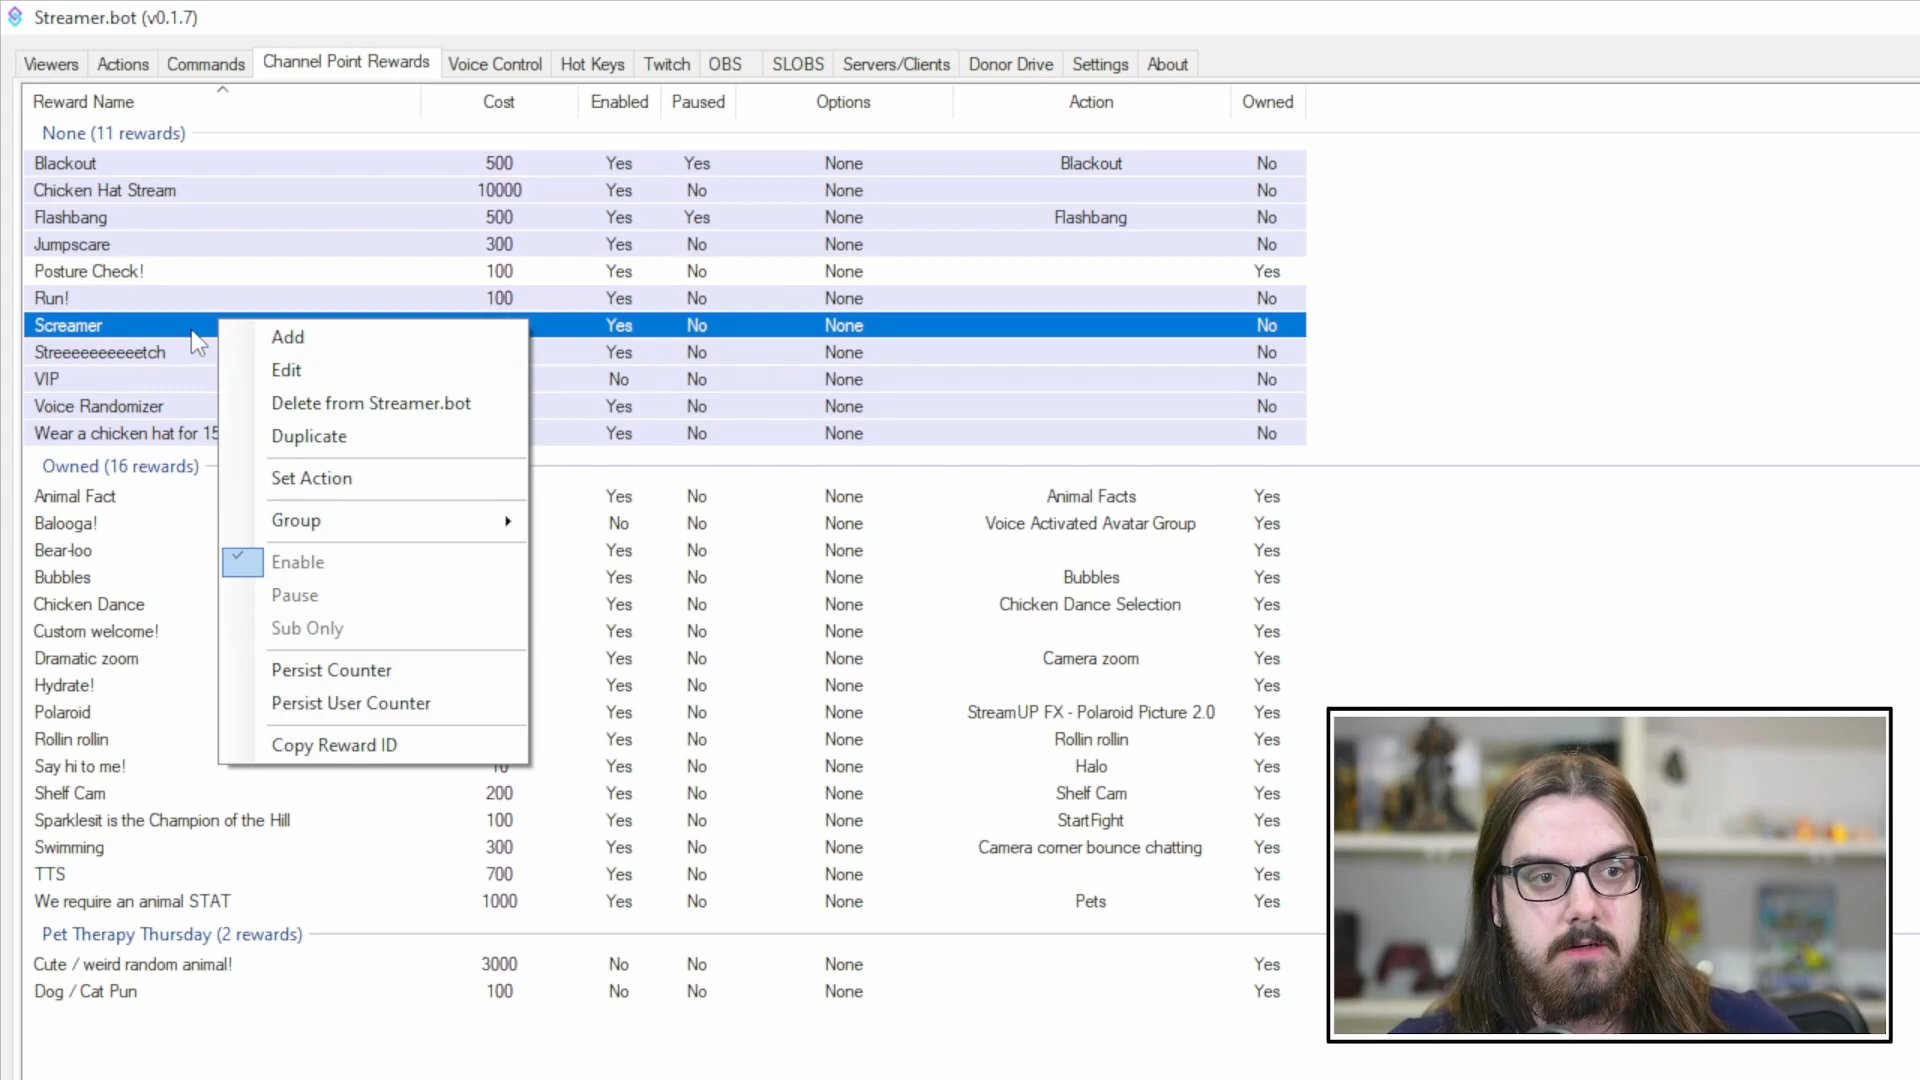 Streamer.bot (v0.1.7)
Viewers Actions Commands Channel Point Rewards Voice Control Hot Keys Twitch OBS SLOBS Servers/Clients Donor Drive Settings About
Reward Name Cost Enabled Paused Options Action Owned
None (11 rewards)
Blackout 500 Yes Yes None Blackout No
Chicken Hat Stream 10000 Yes No None No
Flashbang 500 Yes Yes None Flashbang No
Jumpscare 300 Yes No None No
Posture Check! 100 Yes No None Yes
Run! 100 Yes No None No
Screamer Yes No None No
Streeeeeeeeeetch Yes No None No
VIP No No None No
Voice Randomizer Yes No None No
Wear a chicken hat for 15 Yes No None No
Add
Edit
Delete from Streamer.bot
Duplicate
Set Action
Group
Enable
Pause
Sub Only
Persist Counter
Persist User Counter
Copy Reward ID
Owned (16 rewards)
Animal Fact Yes No None Animal Facts Yes
Balooga! No No None Voice Activated Avatar Group Yes
Bear-loo Yes No None Yes
Bubbles Yes No None Bubbles Yes
Chicken Dance Yes No None Chicken Dance Selection Yes
Custom welcome! Yes No None Yes
Dramatic zoom Yes No None Camera zoom Yes
Hydrate! Yes No None Yes
Polaroid Yes No None StreamUP FX - Polaroid Picture 2.0 Yes
Rollin rollin Yes No None Rollin rollin Yes
Say hi to me! Yes No None Halo Yes
Shelf Cam 200 Yes No None Shelf Cam Yes
Sparklesit is the Champion of the Hill 100 Yes No None StartFight Yes
Swimming 300 Yes No None Camera corner bounce chatting Yes
TTS 700 Yes No None Yes
We require an animal STAT 1000 Yes No None Pets Yes
Pet Therapy Thursday (2 rewards)
Cute / weird random animal! 3000 No No None Yes
Dog / Cat Pun 100 No No None Yes